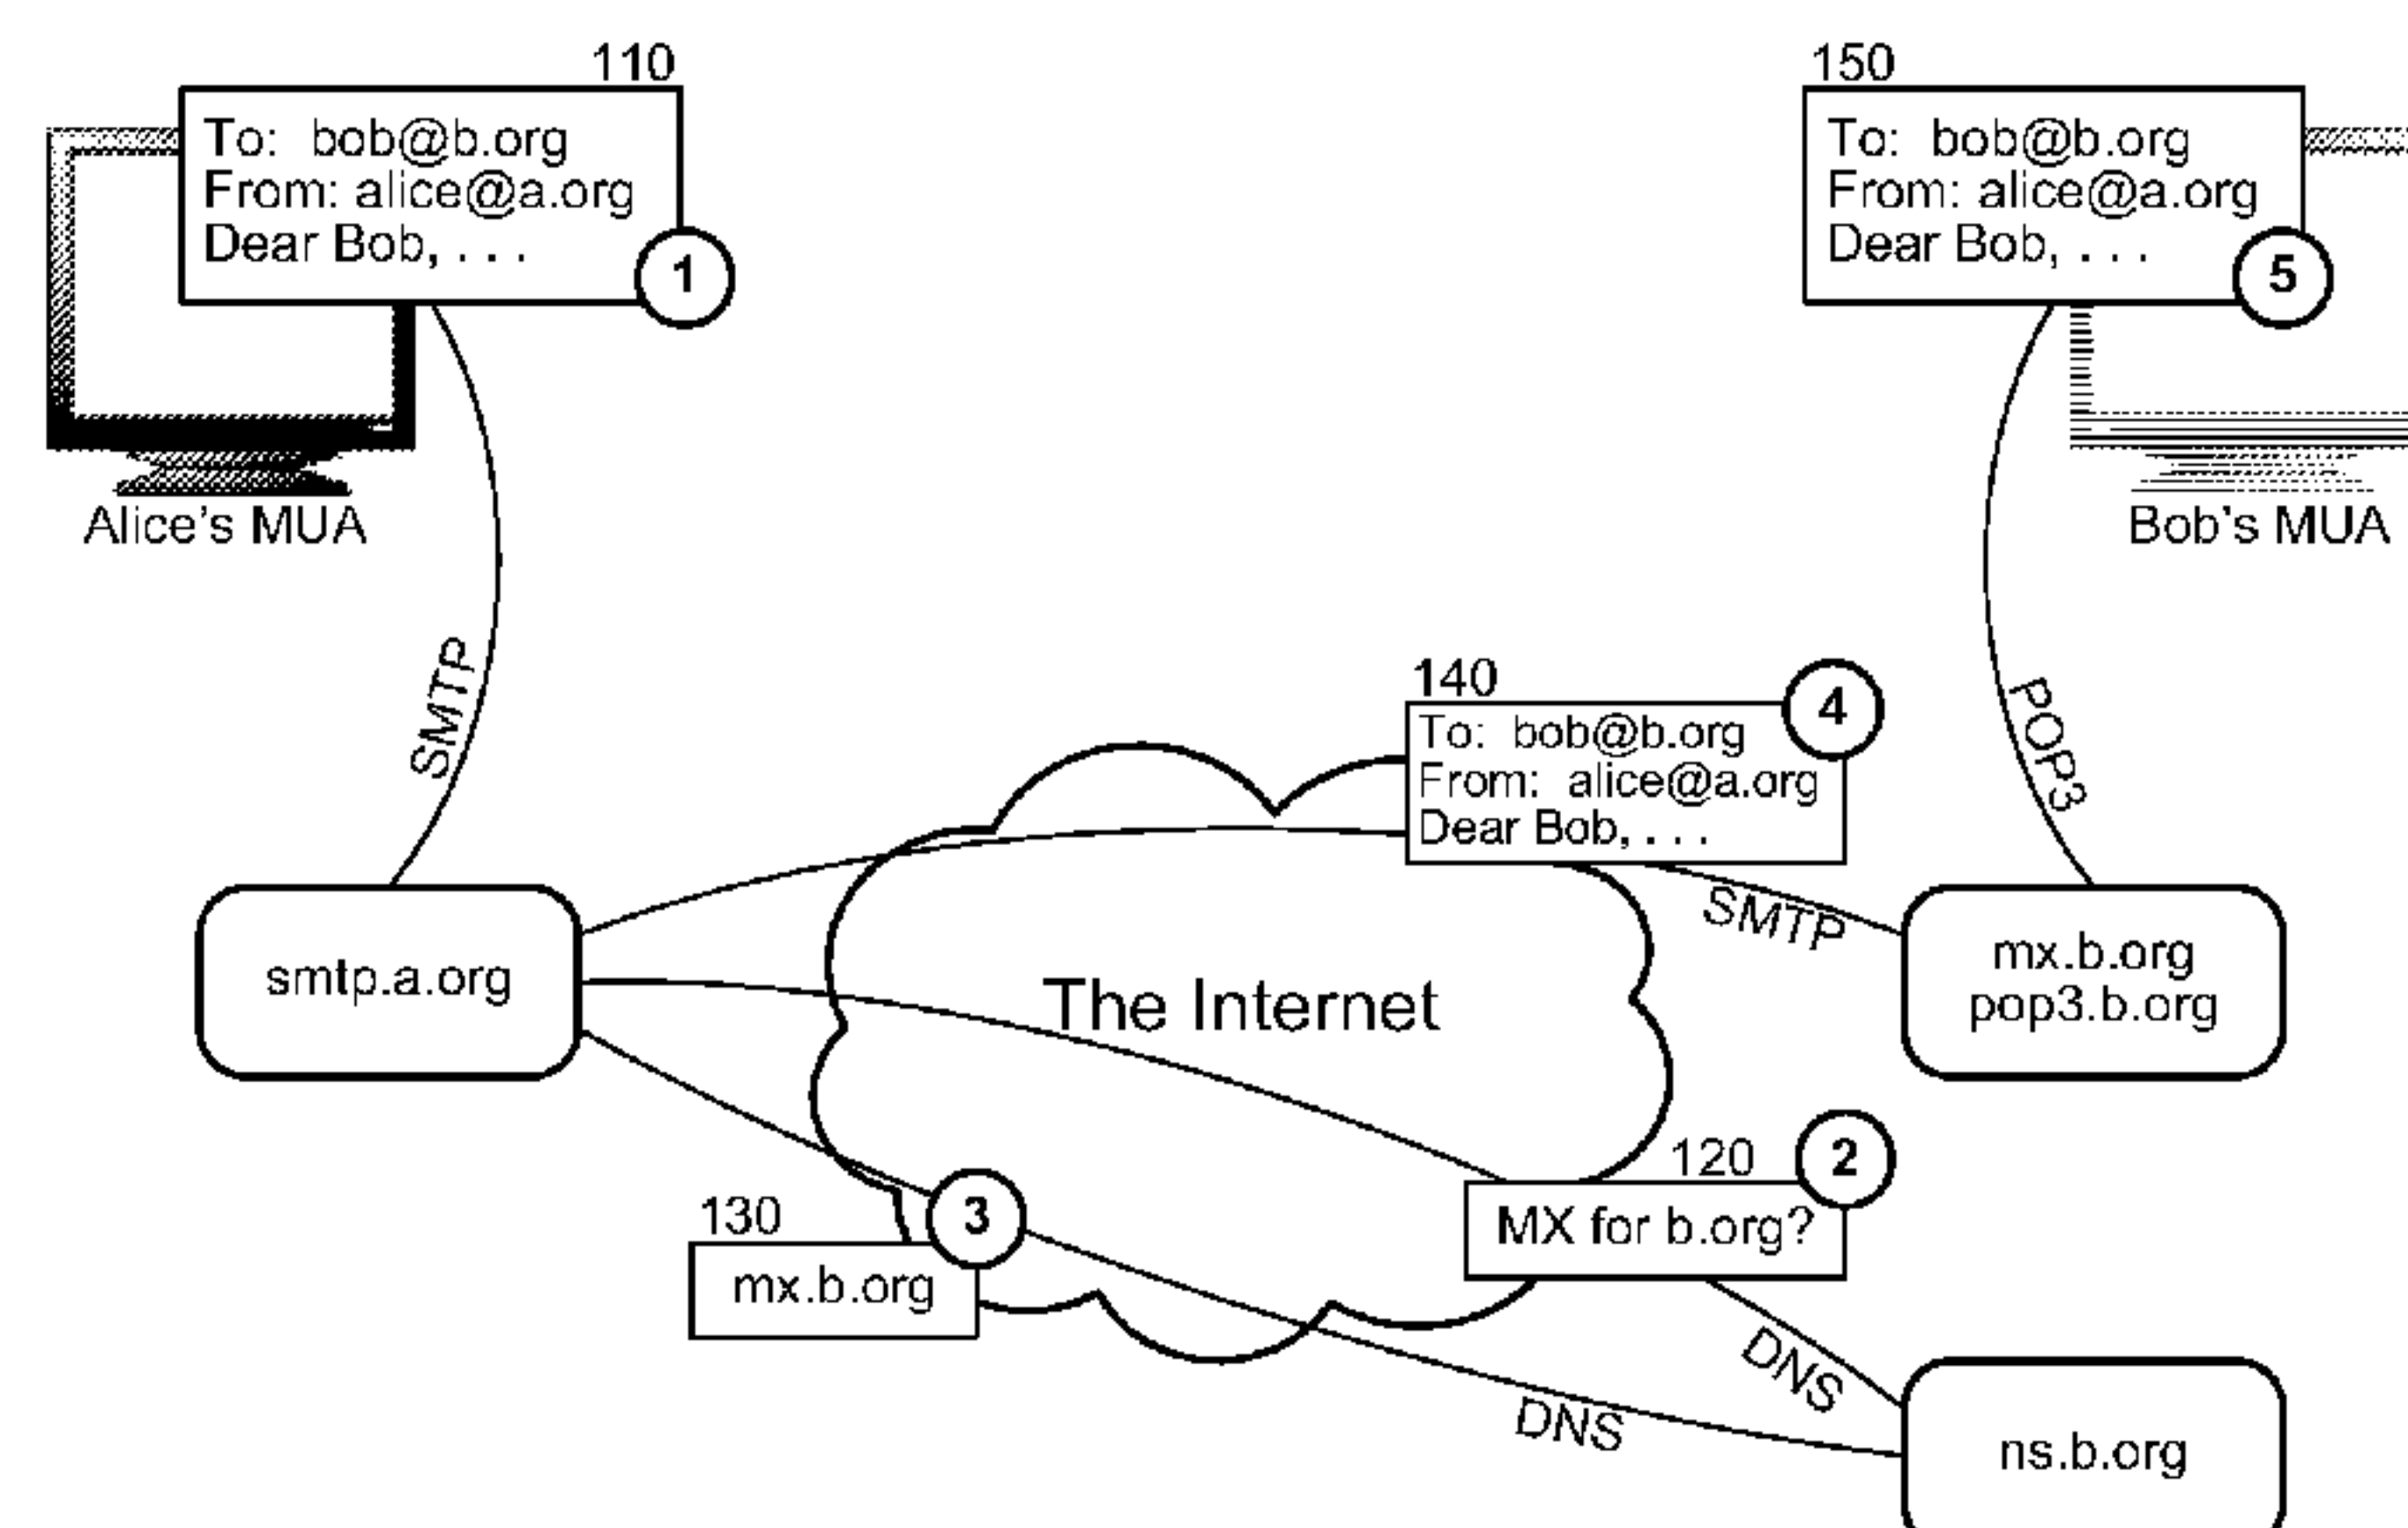 110
To: bob@b.org
From: alice@a.org
Dear Bob, . . .
1
Alice's MUA
150
To: bob@b.org
From: alice@a.org
Dear Bob, . . .
5
Bob's MUA
SMTP
POP3
140
4
To: bob@b.org
From: alice@a.org
Dear Bob, . . .
SMTP
smtp.a.org
The Internet
mx.b.org
pop3.b.org
120
2
MX for b.org?
130
3
mx.b.org
DNS
DNS
ns.b.org